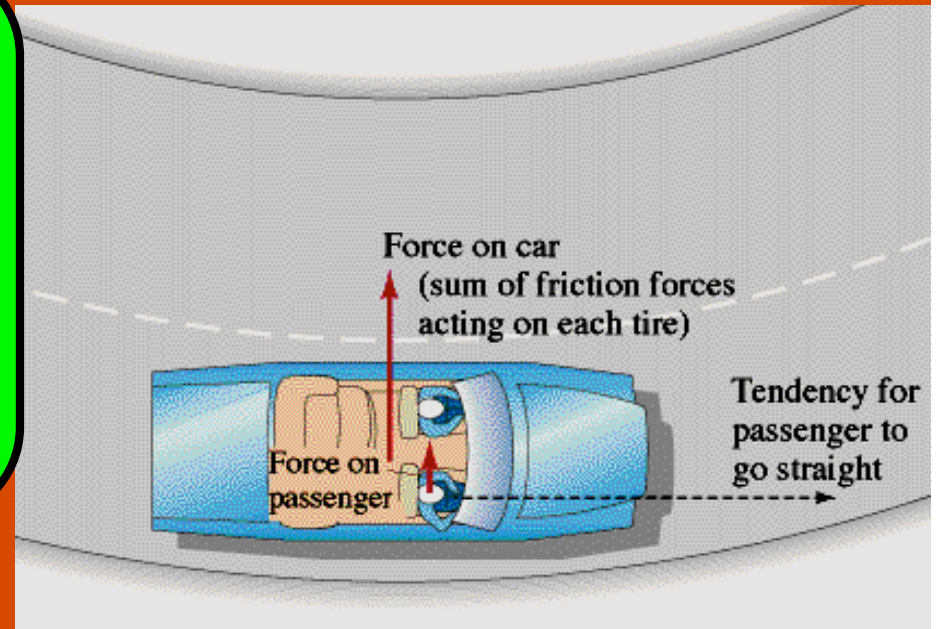 Force on car
(sum of friction forces
acting on each tire)
Tendency for
passenger to
go straight
Force on
passenger